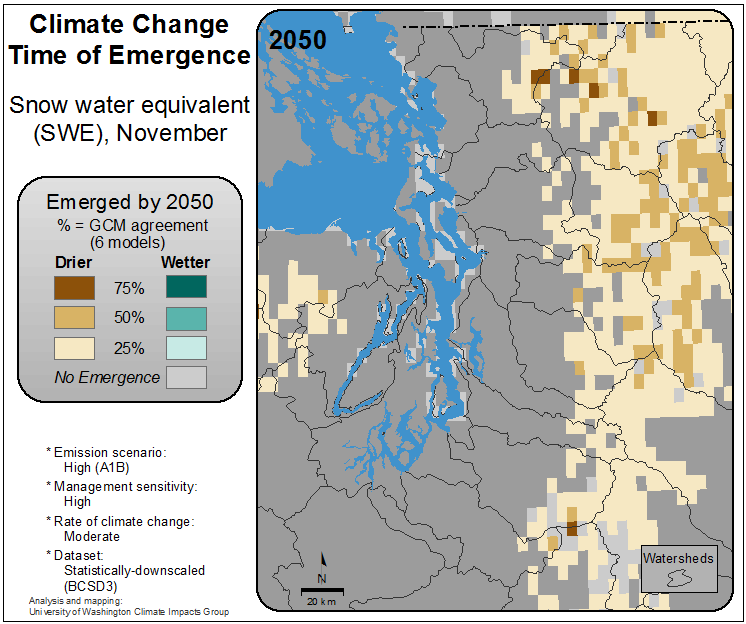 Climate Change
Time of Emergence
Snow water equivalent
(SWE), November
Emerged by 2050
% = GCM agreement
(6 models)
Drier
Wetter
75%
50%
25%
No Emergence
* Emission scenario:
High (A1B)
* Management sensitivity:
High
* Rate of climate change:
Moderate
* Dataset:
Statistically-downscaled
(BCSD3)
Analysis and mapping:
University of Washington Climate Impacts Group
2050
N
20 km
Watersheds